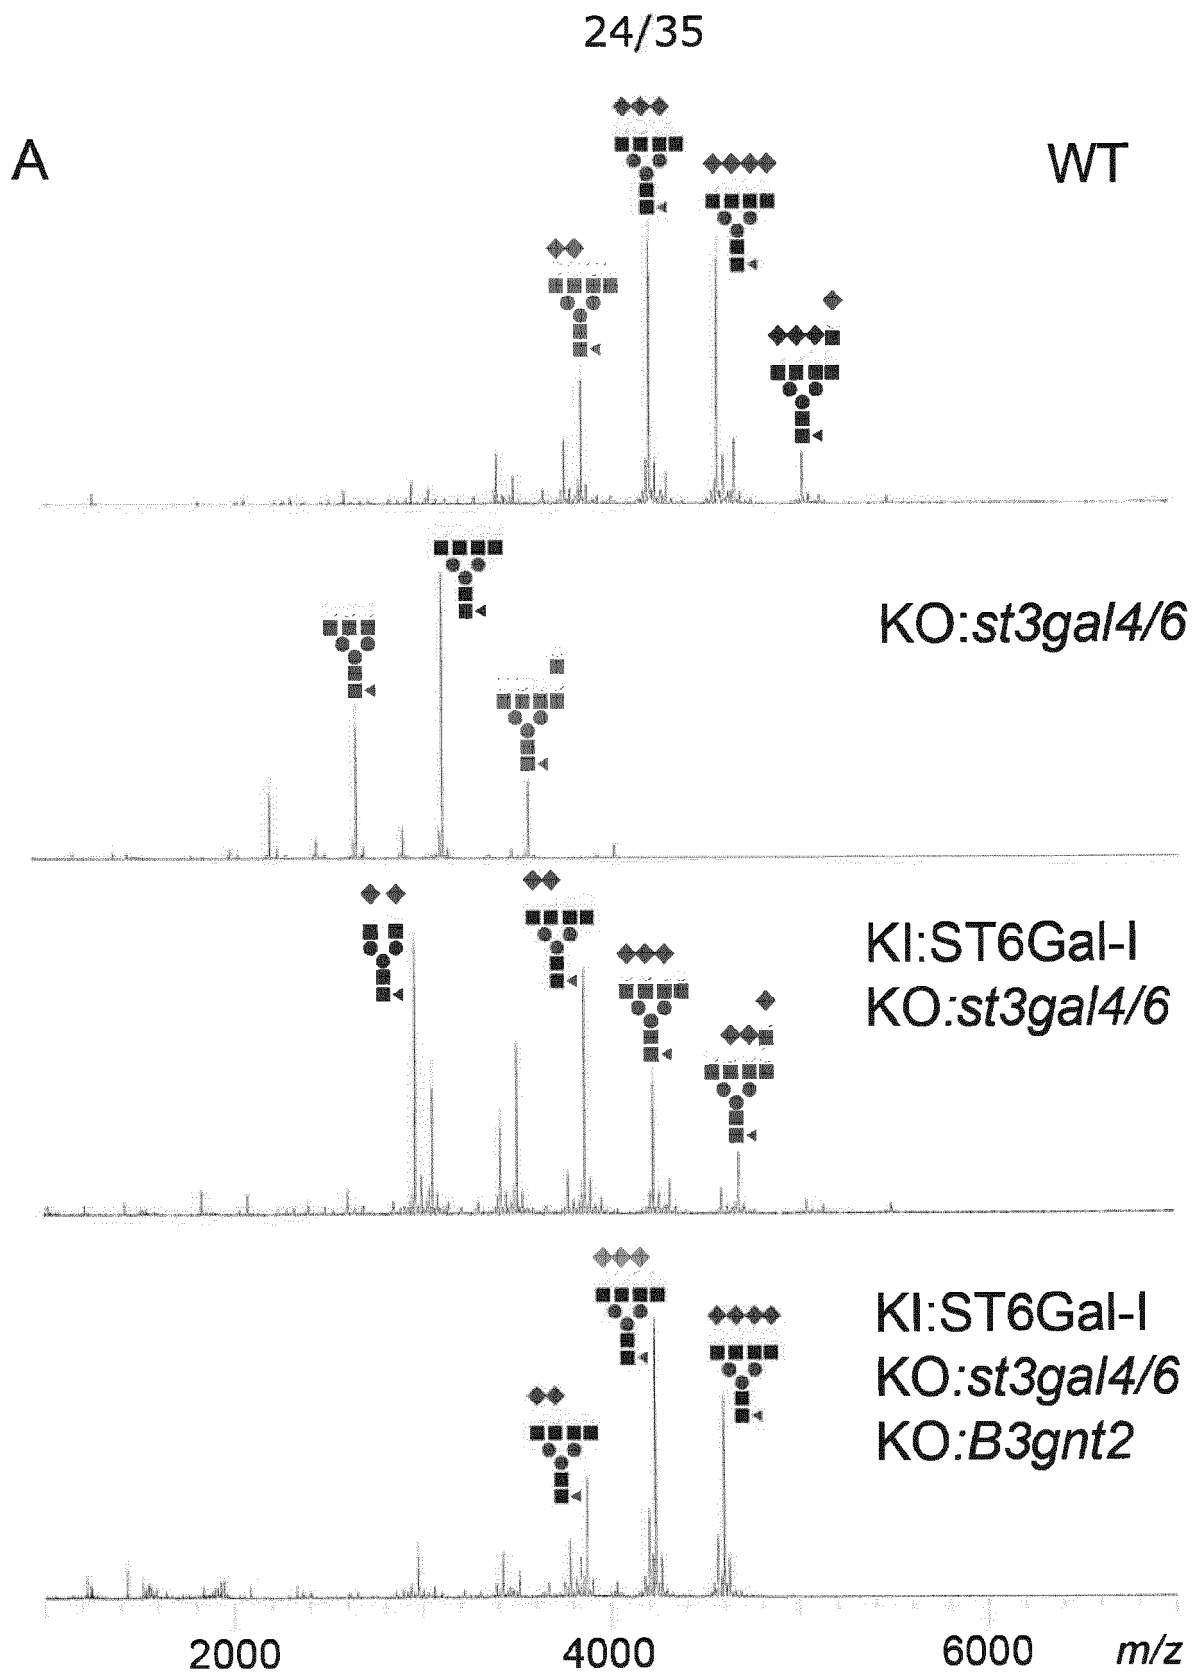 24/35
A
WT
KO:st3gal4/6
KI:ST6Gal-I
KO:st3gal4/6
KI:ST6Gal-I
KO:st3gal4/6
KO:B3gnt2
2000 4000 6000 m/z